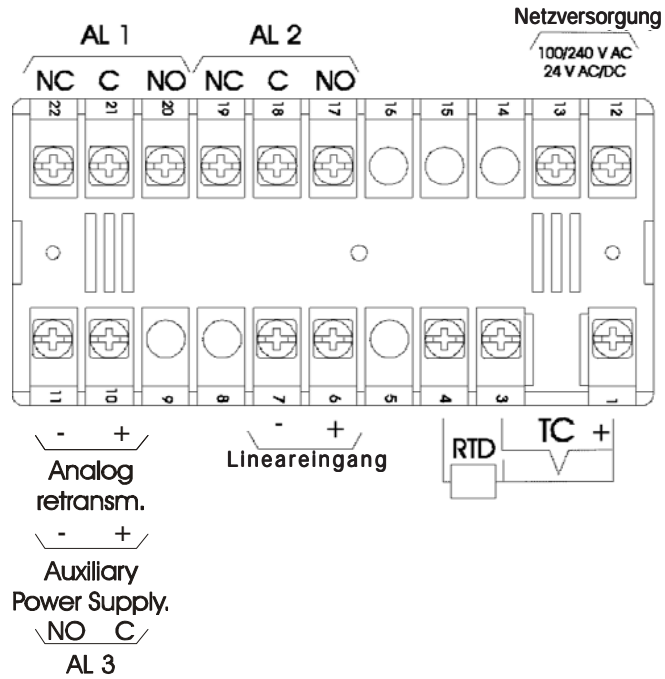 Netzversorgung
AL 1 AL 2
100/240 V AC
24 V AC/DC
NC C NO NC C NO
22 21 20 19 18 17 16 15 14 13 12
11 10 9 8 7 6 5 4 3 1
- + - + RTD TC +
Lineareingang
Analog
retransm.
- +
Auxiliary
Power Supply.
NO C
AL 3